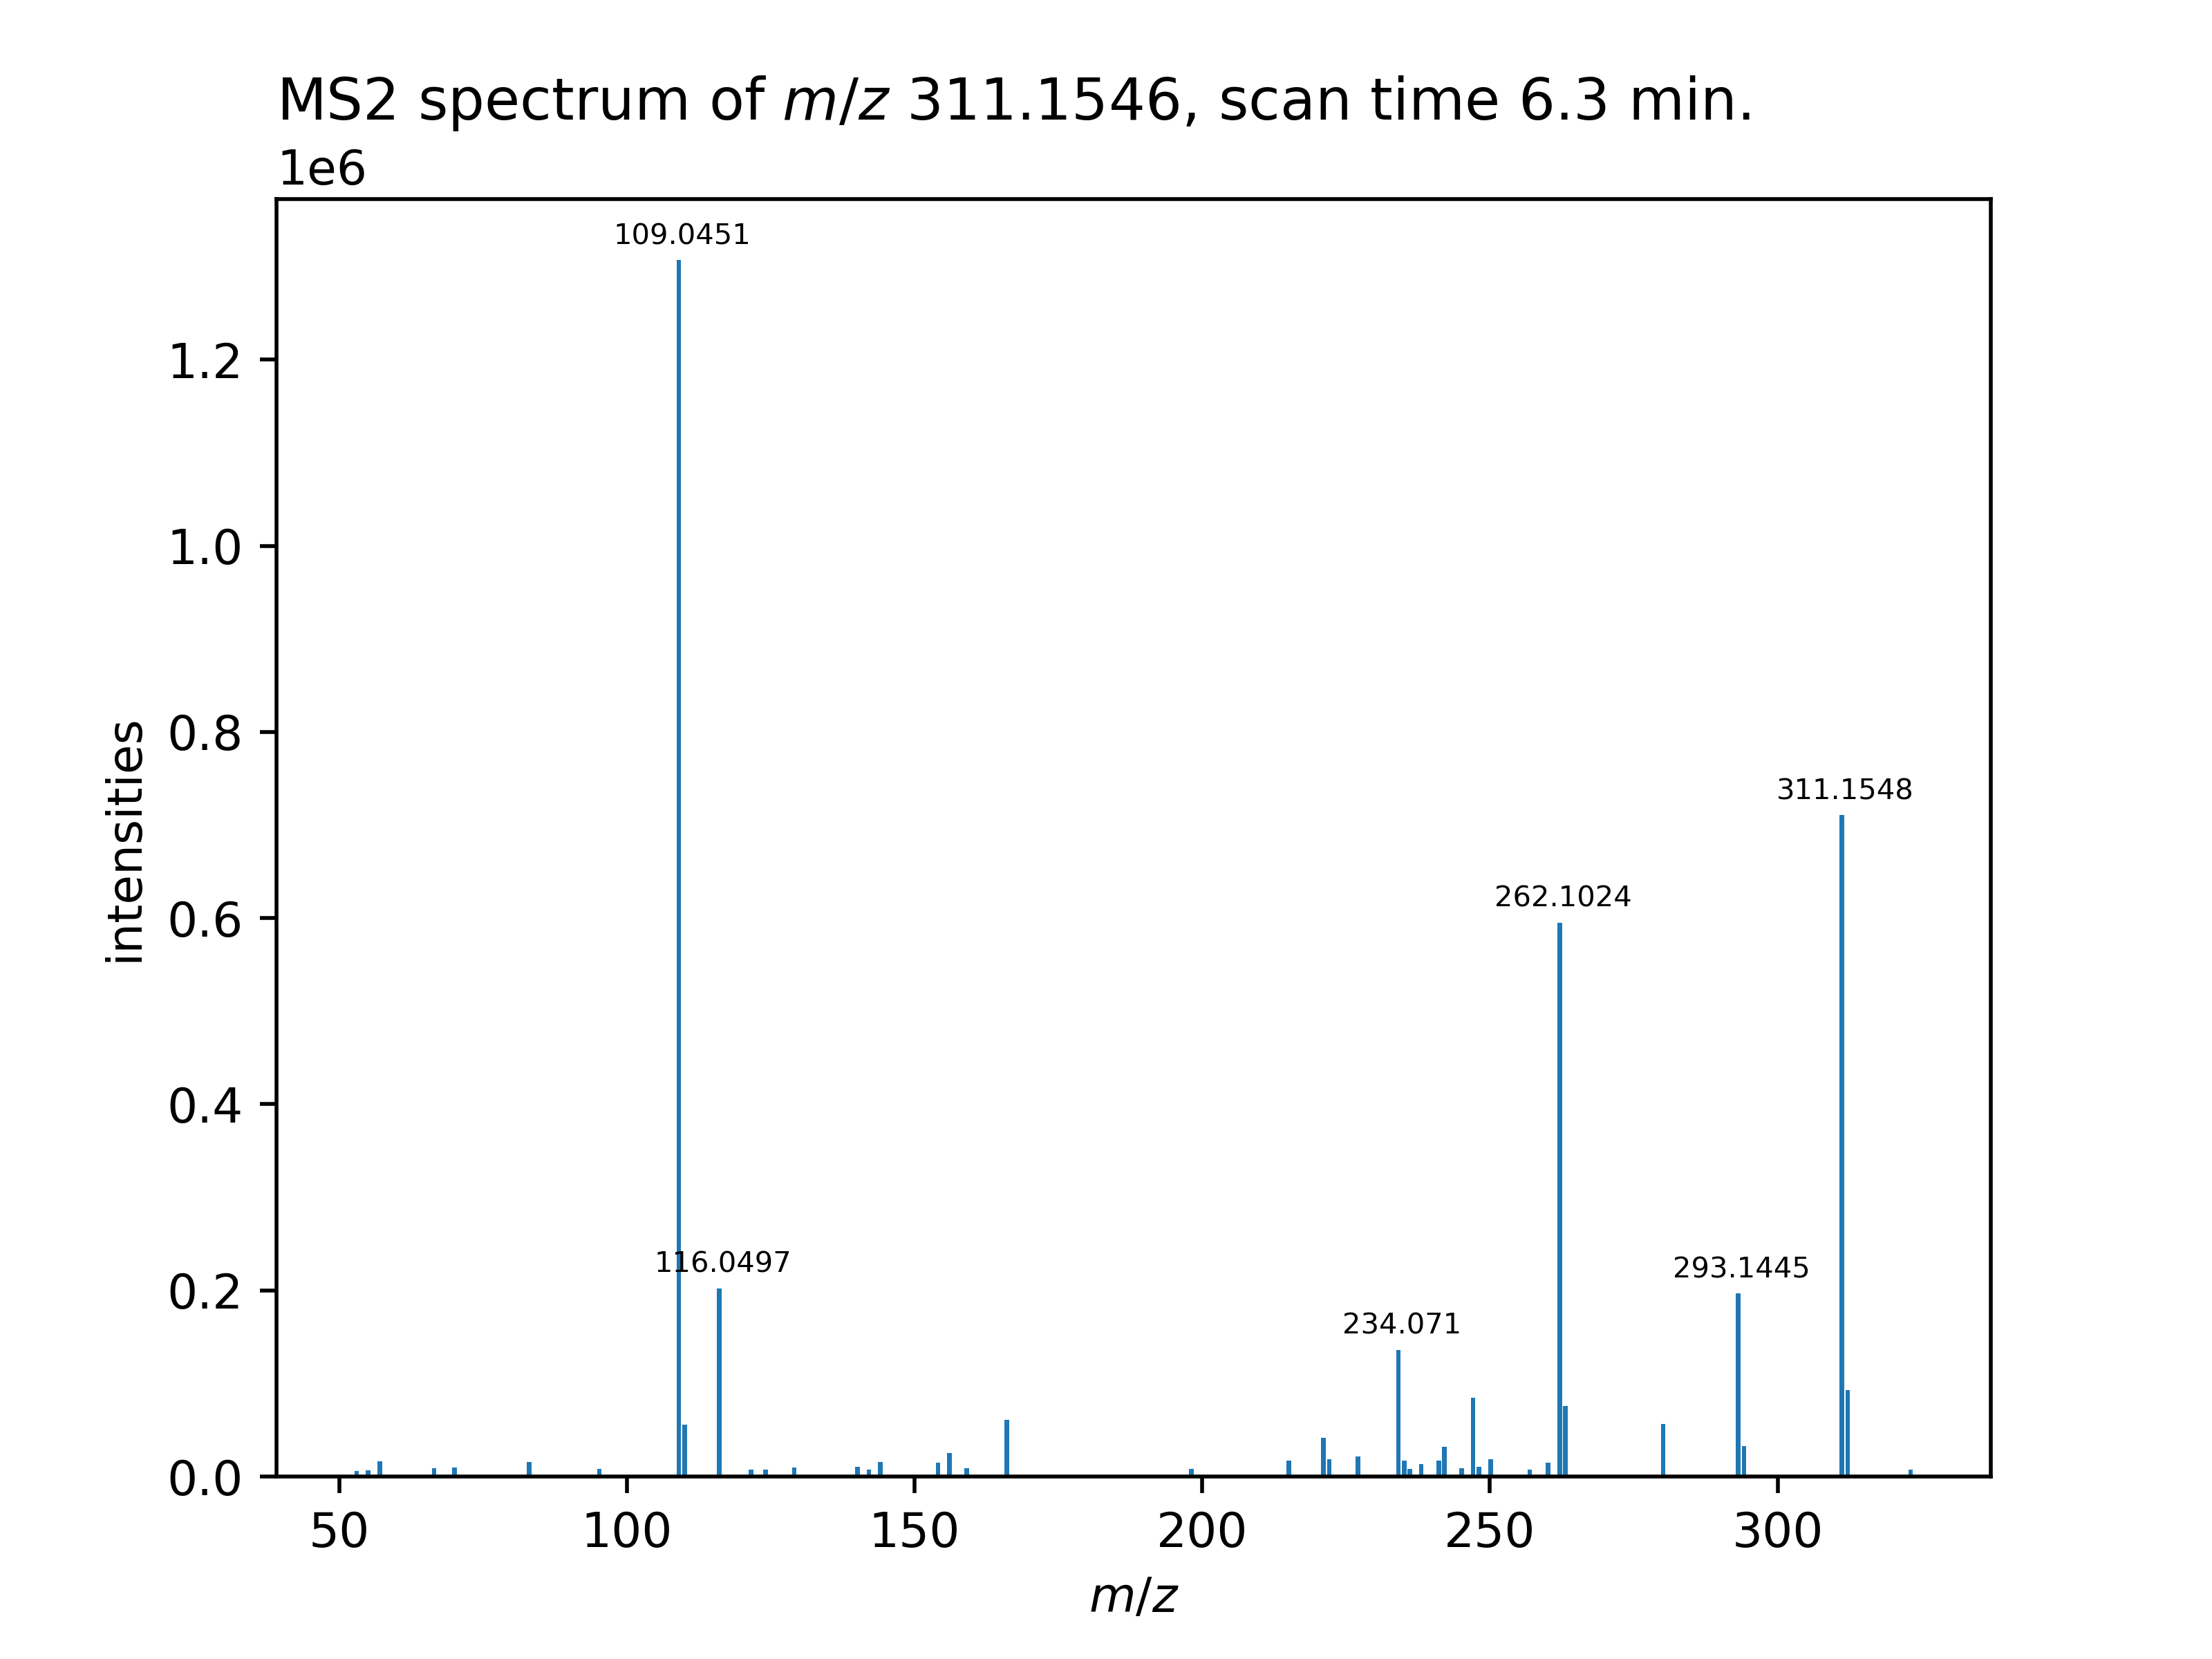 MS2 spectrum of m/z 311.1546, scan time 6.3 min.
1e6
109.0451
1.2
1.0
0.8
311.1548
262.1024
0.6
intensities
0.4
116.0497
293.1445
234.071
0.2
0.0
50 100 150 200 250 300
m/z